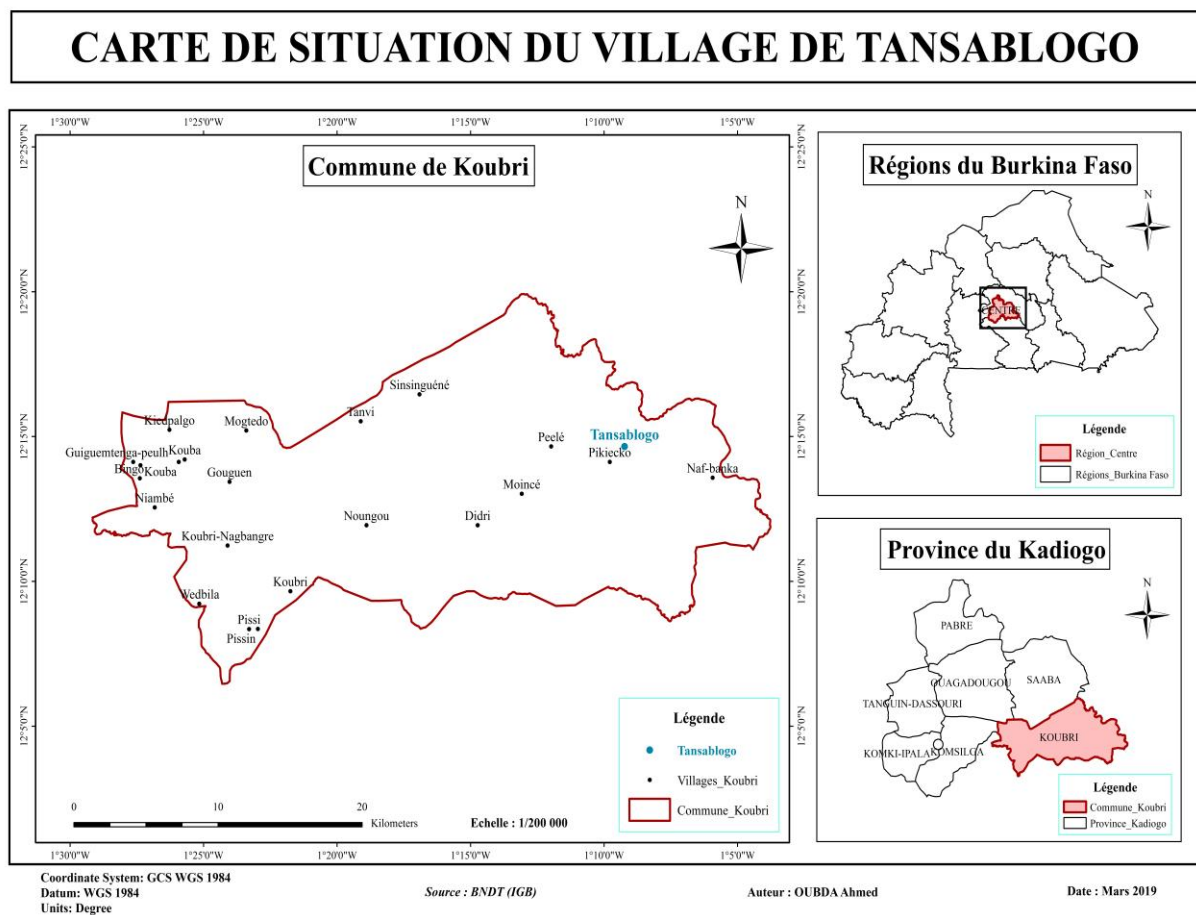 CARTE DE SITUATION DU VILLAGE DE TANSABLOGO
1°30'0"W 1°25'0"W 1°20'0"W 1°15'0"W 1°10'0"W 1°5'0"W
12°25'0"N
12°25'0"N
Commune de Koubri
N
12°20'0"N
12°20'0"N
Sinsinguéné
Tanvi
Kieupalgo
Mogtedo
12°15'0"N
12°15'0"N
Peelé
Tansablogo
Pikiecko
Guiguemtenga-peulh
Kouba
Bingo
Kouba
Gouguen
Naf-banka
Moincé
Niambé
Noungou
Didri
Koubri-Nagbangre
12°10'0"N
12°10'0"N
Koubri
Wedbila
Pissi
Pissin
12°5'0"N
12°5'0"N
Légende
Tansablogo
Villages_Koubri
Commune_Koubri
0 10 20
Kilometers
Echelle : 1/200 000
1°30'0"W 1°25'0"W 1°20'0"W 1°15'0"W 1°10'0"W 1°5'0"W
Régions du Burkina Faso
N
CENTRE
Légende
Région_Centre
Régions_Burkina Faso
Province du Kadiogo
N
PABRE
OUAGADOUGOU
SAABA
TANGUIN-DASSOURI
KOUBRI
KOMKI-IPALA
KOMSILGA
Légende
Commune_Koubri
Province_Kadiogo
Coordinate System: GCS WGS 1984
Datum: WGS 1984
Units: Degree
Source : BNDT (IGB)
Auteur : OUBDA Ahmed
Date : Mars 2019